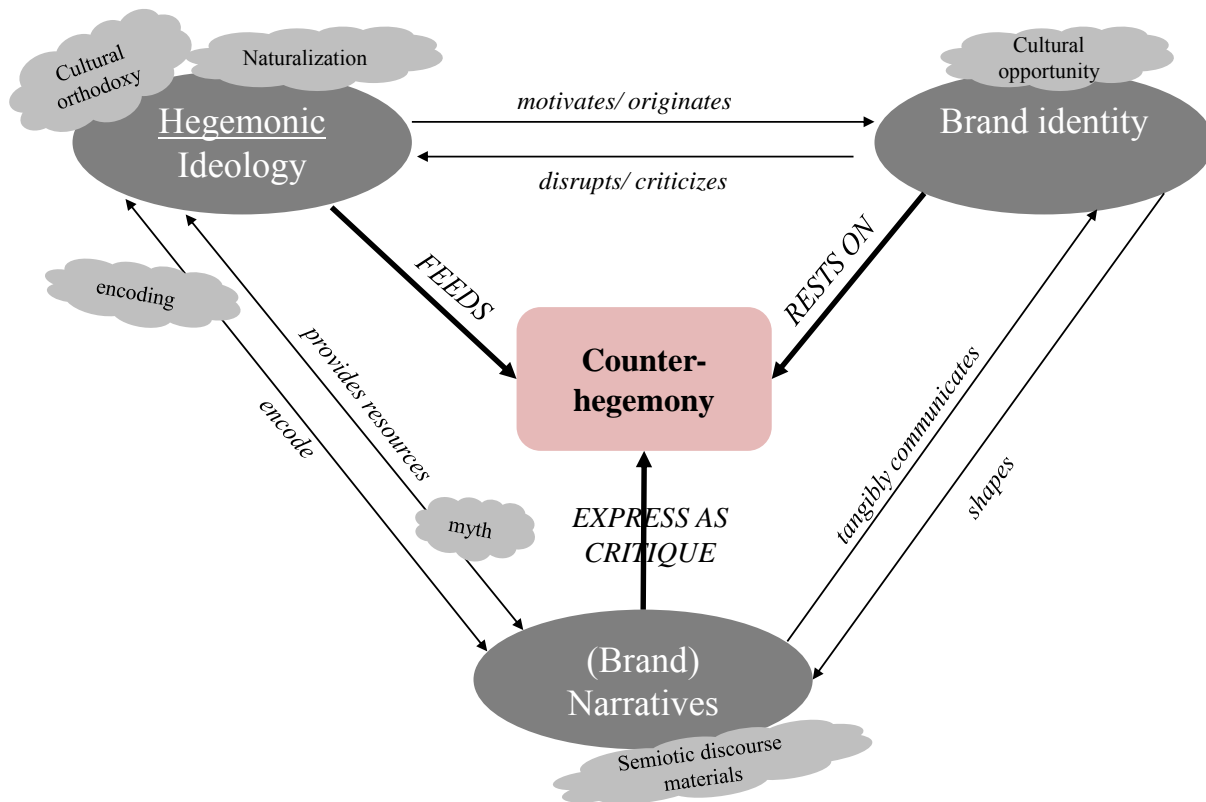 Cultural
orthodoxy
Naturalization
Cultural
opportunity
Hegemonic
Ideology
motivates/ originates
Brand identity
disrupts/ criticizes
encoding
FEEDS
RESTS ON
Counter-
hegemony
provides resources
encode
tangibly communicates
shapes
myth
EXPRESS AS
CRITIQUE
(Brand)
Narratives
Semiotic discourse
materials